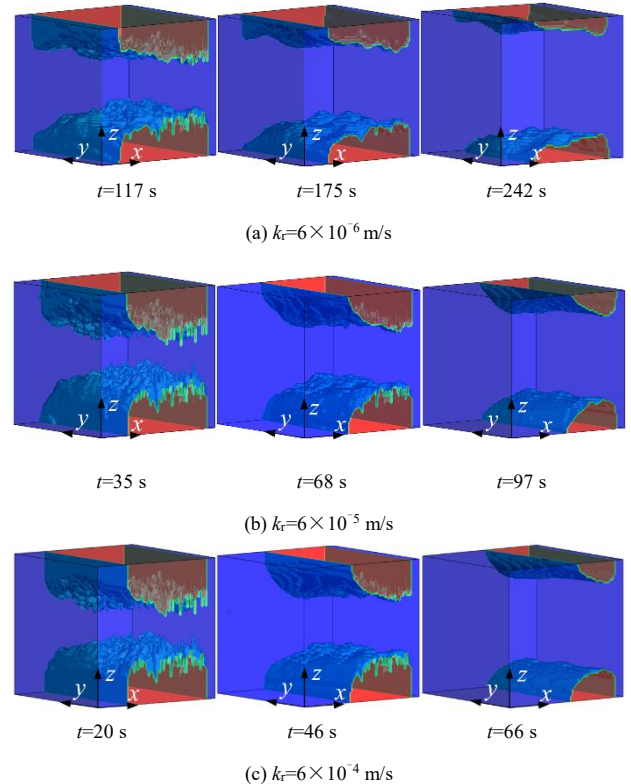 y z x y z x y z x
t=117 s t=175 s t=242 s
(a) kr=6×10⁻⁶ m/s
y z x y z x y z x
t=35 s t=68 s t=97 s
(b) kr=6×10⁻⁵ m/s
y z x y z x y z x
t=20 s t=46 s t=66 s
(c) kr=6×10⁻⁴ m/s